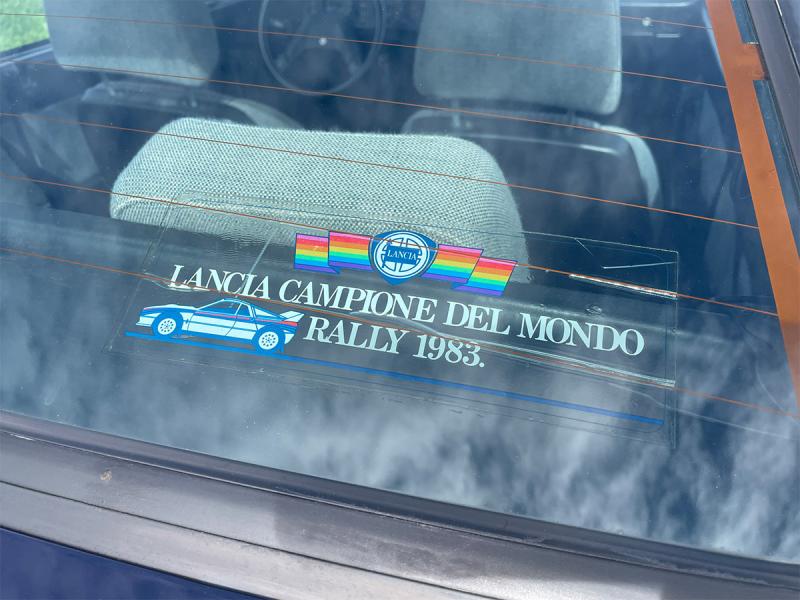 LANCIA
LANCIA CAMPIONE DEL MONDO
RALLY 1983.